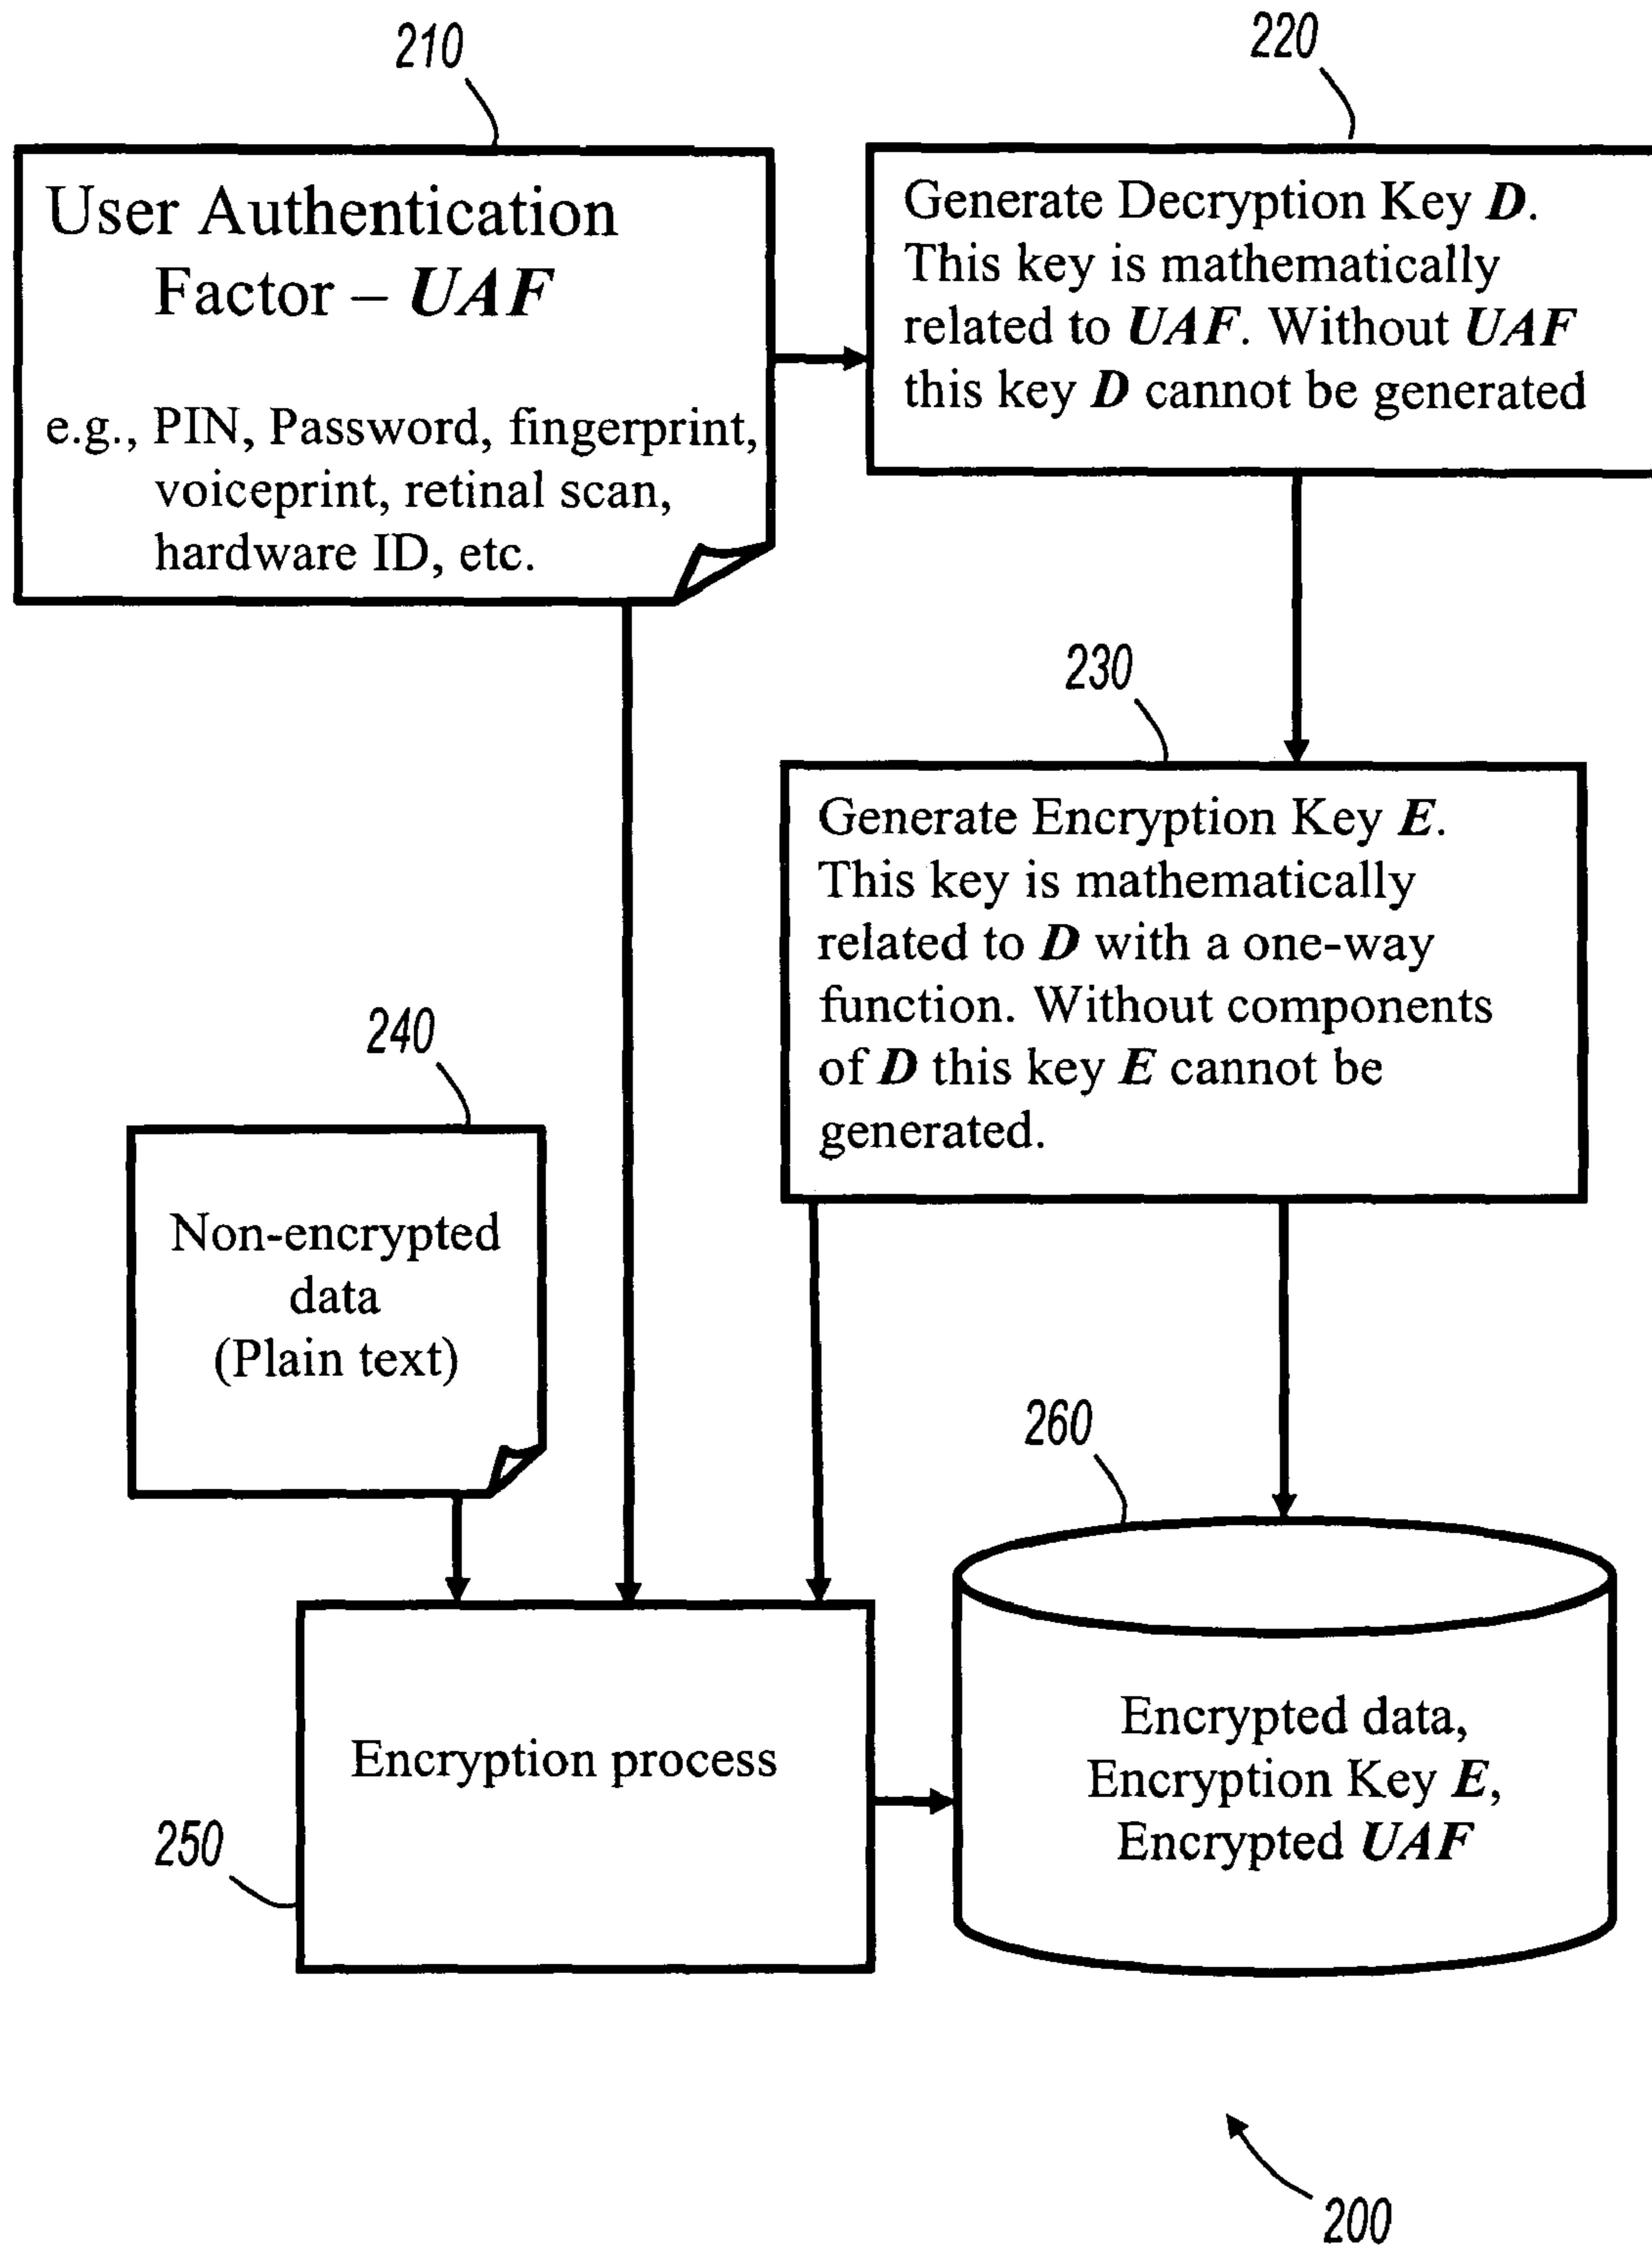 210
220
User Authentication
Factor – UAF
e.g., PIN, Password, fingerprint,
voiceprint, retinal scan,
hardware ID, etc.
Generate Decryption Key D.
This key is mathematically
related to UAF. Without UAF
this key D cannot be generated
230
Generate Encryption Key E.
This key is mathematically
related to D with a one-way
function. Without components
of D this key E cannot be
generated.
240
Non-encrypted
data
(Plain text)
260
250
Encryption process
Encrypted data,
Encryption Key E,
Encrypted UAF
200